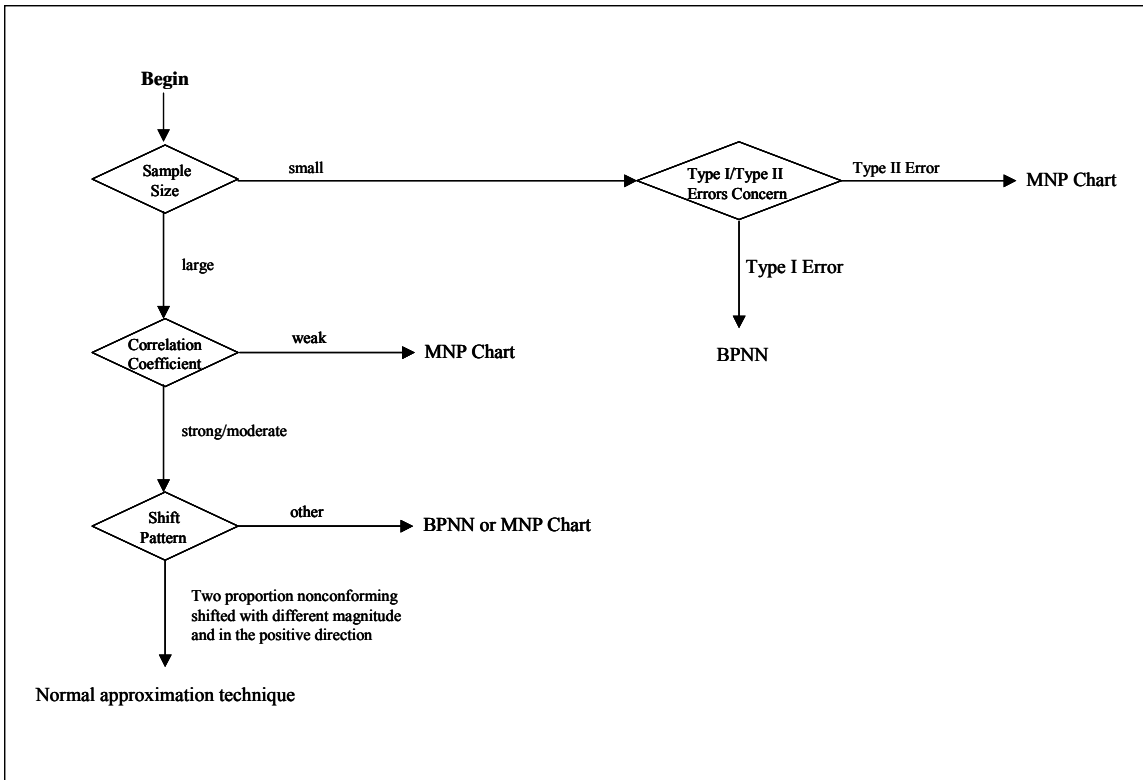 Begin
Sample
Size
small
Type I/Type II
Errors Concern
Type II Error
MNP Chart
large
Type I Error
BPNN
Correlation
Coefficient
weak
MNP Chart
strong/moderate
Shift
Pattern
other
BPNN or MNP Chart
Two proportion nonconforming
shifted with different magnitude
and in the positive direction
Normal approximation technique